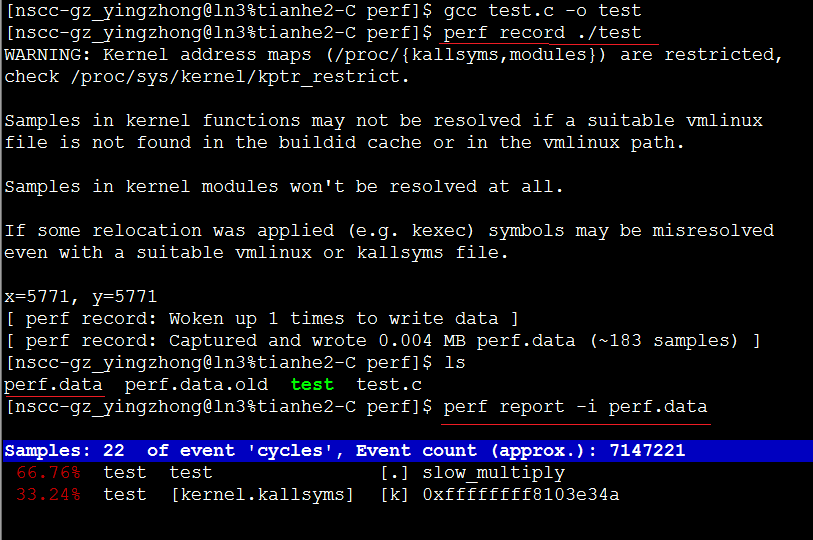 [nscc-gz_yingzhong@ln3%tianhe2-C perf]$ gcc test.c -o test
[nscc-gz_yingzhong@ln3%tianhe2-C perf]$ perf record ./test
WARNING: Kernel address maps (/proc/{kallsyms,modules}) are restricted,
check /proc/sys/kernel/kptr_restrict.
Samples in kernel functions may not be resolved if a suitable vmlinux
file is not found in the buildid cache or in the vmlinux path.
Samples in kernel modules won't be resolved at all.
If some relocation was applied (e.g. kexec) symbols may be misresolved
even with a suitable vmlinux or kallsyms file.
x=5771, y=5771
[ perf record: Woken up 1 times to write data ]
[ perf record: Captured and wrote 0.004 MB perf.data (~183 samples) ]
[nscc-gz_yingzhong@ln3%tianhe2-C perf]$ ls
perf.data  perf.data.old  test  test.c
[nscc-gz_yingzhong@ln3%tianhe2-C perf]$ perf report -i perf.data
Samples: 22  of event 'cycles', Event count (approx.): 7147221
66.76%  test  test               [.] slow_multiply
33.24%  test  [kernel.kallsyms]  [k] 0xffffffff8103e34a